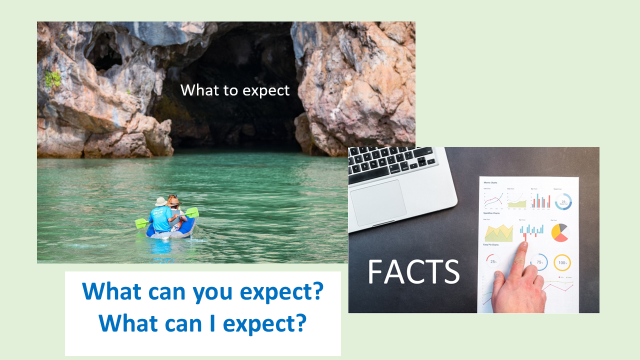 What to expect
FACTS
What can you expect?
What can I expect?